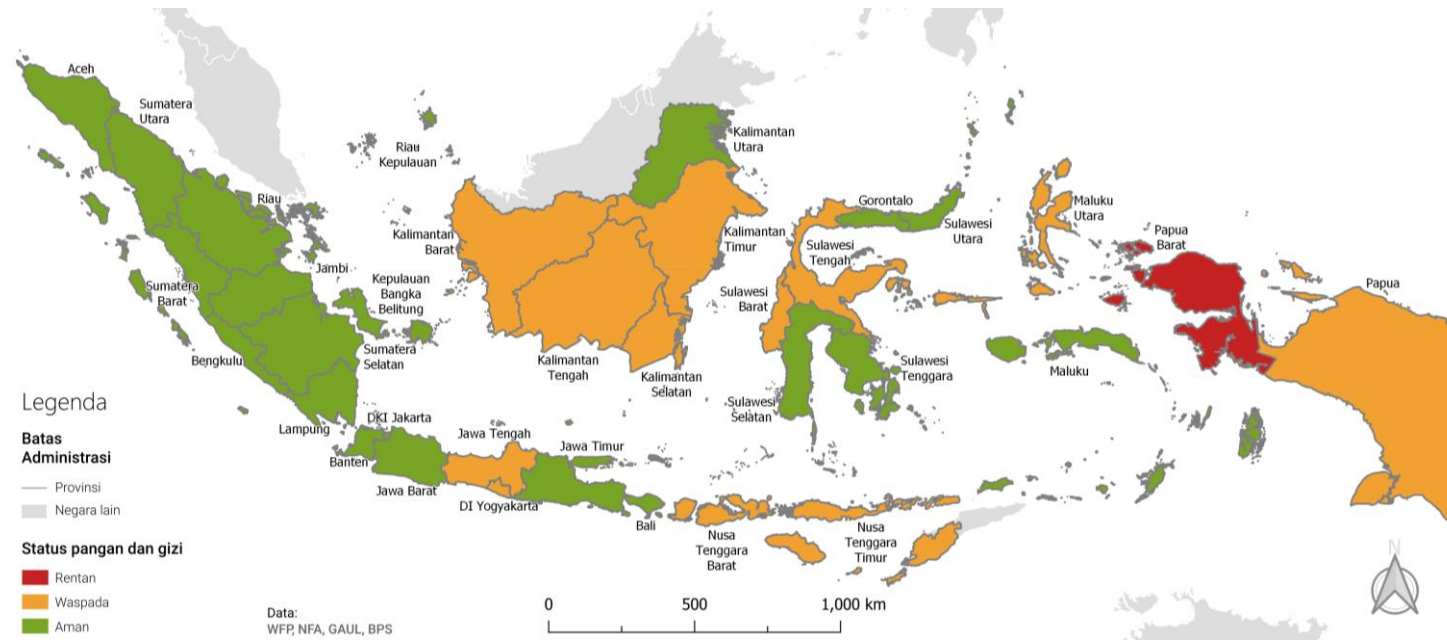 Aceh
Sumatera
Utara
Riau
Kepulauan
Riau
Jambi
Sumatera
Barat
Kepulauan
Bangka
Belitung
Bengkulu
Sumatera
Selatan
Lampung
DKI Jakarta
Banten
Jawa Barat
Jawa Tengah
DI Yogyakarta
Jawa Timur
Bali
Kalimantan
Utara
Kalimantan
Barat
Kalimantan
Timur
Kalimantan
Tengah
Kalimantan
Selatan
Gorontalo
Sulawesi
Utara
Sulawesi
Tengah
Sulawesi
Barat
Sulawesi
Tenggara
Sulawesi
Selatan
Maluku
Utara
Maluku
Papua
Barat
Papua
Nusa
Tenggara
Barat
Nusa
Tenggara
Timur
Legenda
Batas
Administrasi
Provinsi
Negara lain
Status pangan dan gizi
Rentan
Waspada
Aman
Data:
WFP, NFA, GAUL, BPS
0 500 1,000 km
N